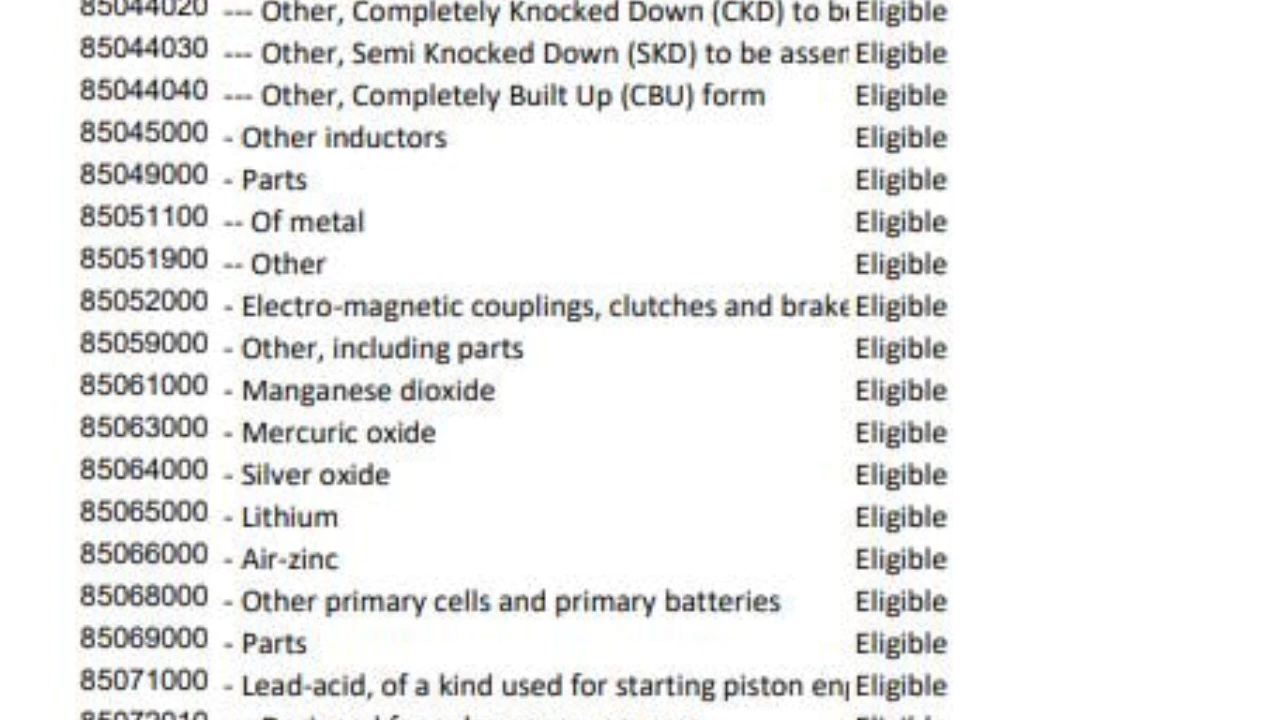 85044020 --- Other, Completely Knocked Down (CKD) to b Eligible
85044030 --- Other, Semi Knocked Down (SKD) to be asser Eligible
85044040 --- Other, Completely Built Up (CBU) form Eligible
85045000 - Other inductors Eligible
85049000 - Parts Eligible
85051100 -- Of metal Eligible
85051900 -- Other Eligible
85052000 - Electro-magnetic couplings, clutches and brake Eligible
85059000 - Other, including parts Eligible
85061000 - Manganese dioxide Eligible
85063000 - Mercuric oxide Eligible
85064000 - Silver oxide Eligible
85065000 - Lithium Eligible
85066000 - Air-zinc Eligible
85068000 - Other primary cells and primary batteries Eligible
85069000 - Parts Eligible
85071000 - Lead-acid, of a kind used for starting piston en Eligible